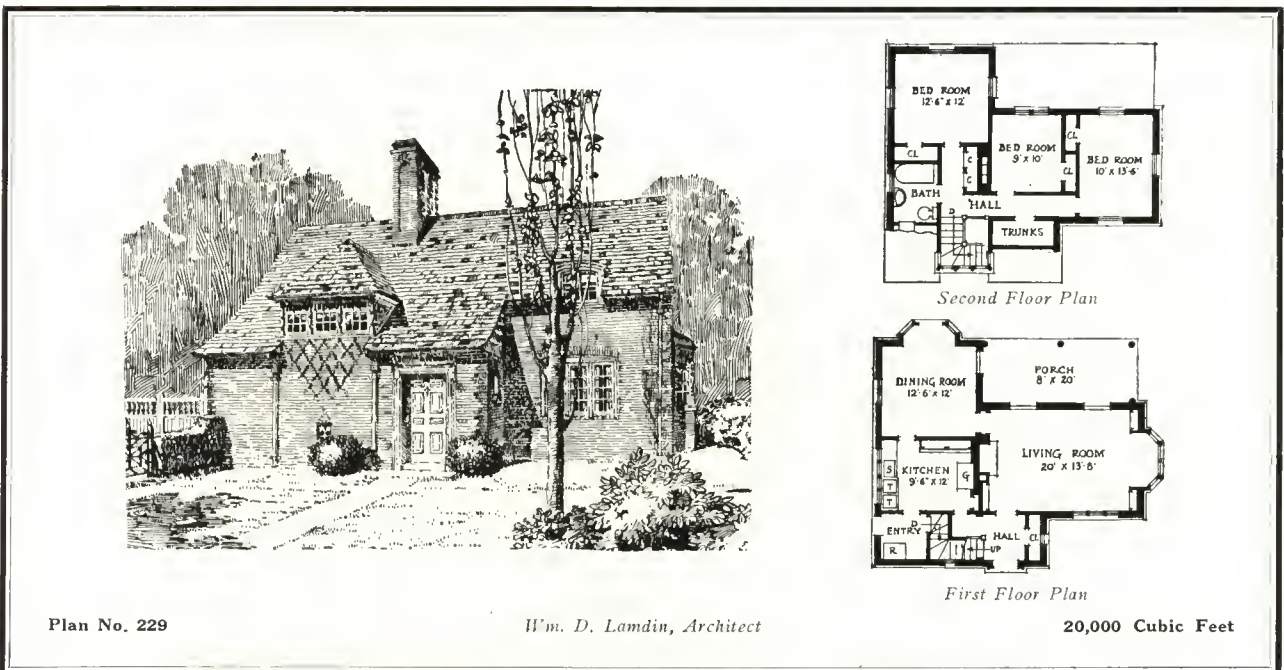 BED ROOM
12'-6" X 12'
CL
BATH
C
C
BED ROOM
9' X 10'
CL
CL
BED ROOM
10' X 13'-6"
HALL
D
TRUNKS
Second Floor Plan
DINING ROOM
12'-6" X 12'
PORCH
8' X 20'
LIVING ROOM
20' X 13'-8"
S
T
T
KITCHEN
9'-6" X 12'
G
ENTRY
D
R
HALL
UP
CL
First Floor Plan
Plan No. 229
Wm. D. Lamdin, Architect
20,000 Cubic Feet